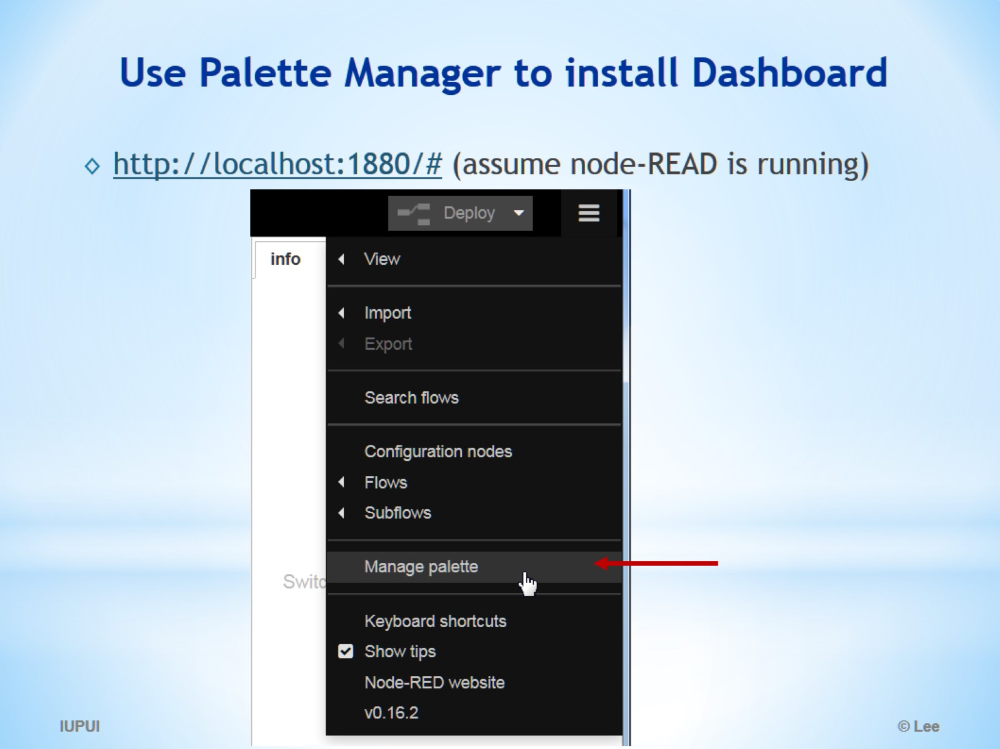 Use Palette Manager to install Dashboard
http://localhost:1880/# (assume node-READ is running)
Deploy
info
View
Import
Export
Search flows
Configuration nodes
Flows
Subflows
Manage palette
Switc
Keyboard shortcuts
Show tips
Node-RED website
v0.16.2
IUPUI
© Lee